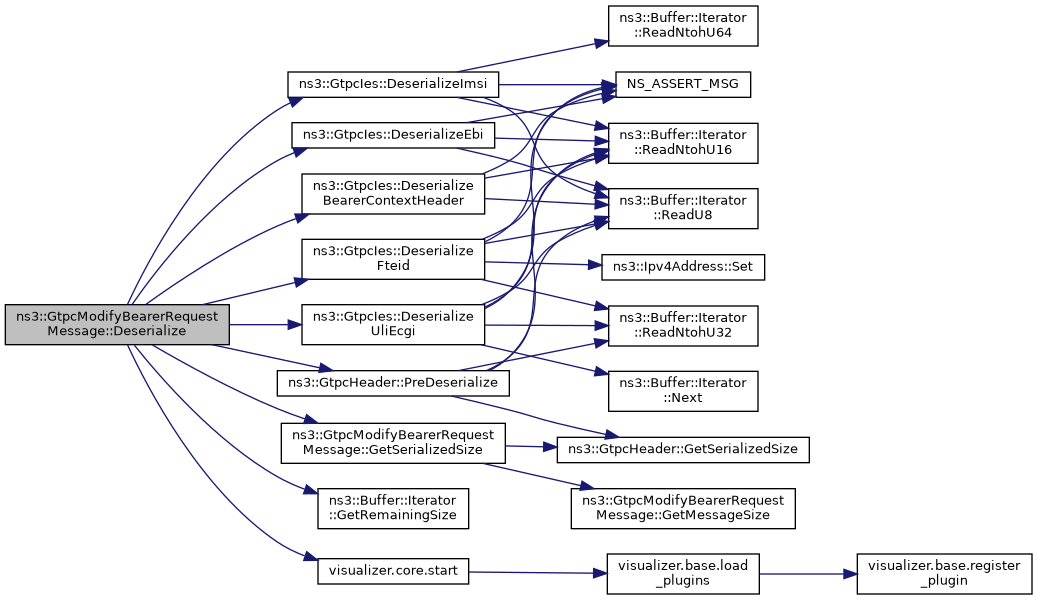 ns3::GtpcModifyBearerRequest
Message::Deserialize
ns3::GtpcIes::DeserializeImsi
ns3::GtpcIes::DeserializeEbi
ns3::GtpcIes::Deserialize
BearerContextHeader
ns3::GtpcIes::Deserialize
Fteid
ns3::GtpcIes::Deserialize
UliEcgi
ns3::GtpcHeader::PreDeserialize
ns3::GtpcModifyBearerRequest
Message::GetSerializedSize
ns3::Buffer::Iterator
::GetRemainingSize
visualizer.core.start
ns3::Buffer::Iterator
::ReadNtohU64
NS_ASSERT_MSG
ns3::Buffer::Iterator
::ReadNtohU16
ns3::Buffer::Iterator
::ReadU8
ns3::Ipv4Address::Set
ns3::Buffer::Iterator
::ReadNtohU32
ns3::Buffer::Iterator
::Next
ns3::GtpcHeader::GetSerializedSize
ns3::GtpcModifyBearerRequest
Message::GetMessageSize
visualizer.base.load
_plugins
visualizer.base.register
_plugin